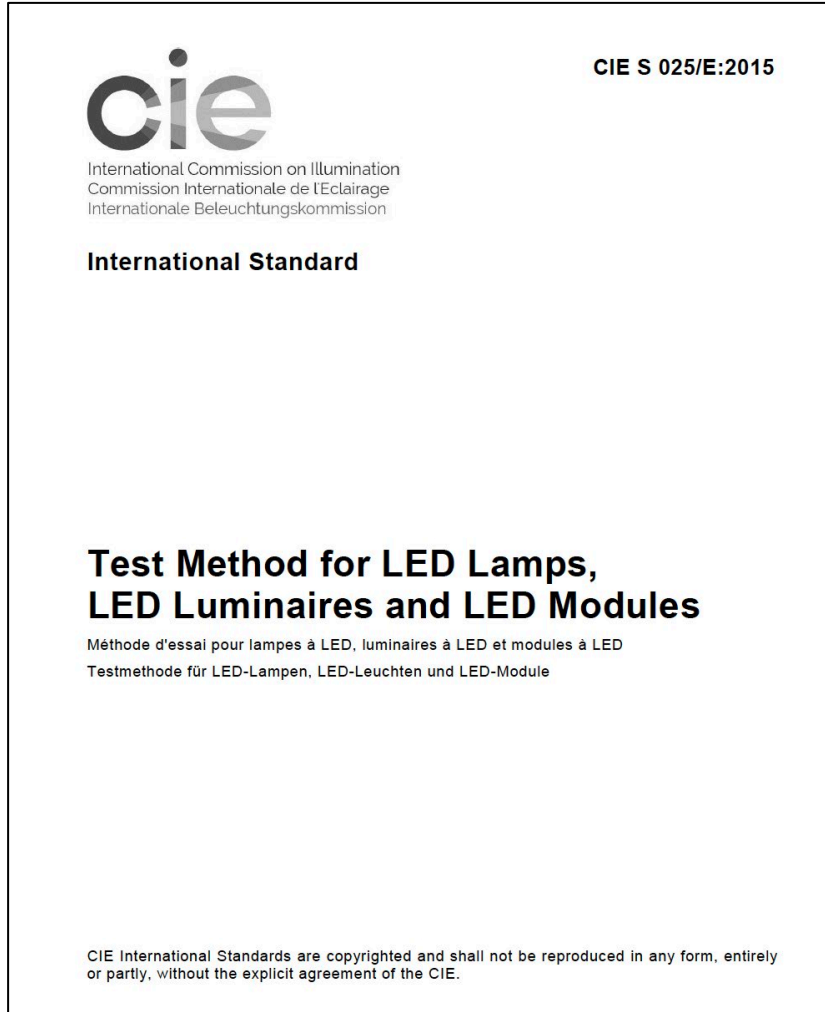 CIE S 025/E:2015
cie
International Commission on Illumination
Commission Internationale de l'Eclairage
Internationale Beleuchtungskommission
International Standard
Test Method for LED Lamps,
LED Luminaires and LED Modules
Méthode d'essai pour lampes à LED, luminaires à LED et modules à LED
Testmethode für LED-Lampen, LED-Leuchten und LED-Module
CIE International Standards are copyrighted and shall not be reproduced in any form, entirely
or partly, without the explicit agreement of the CIE.